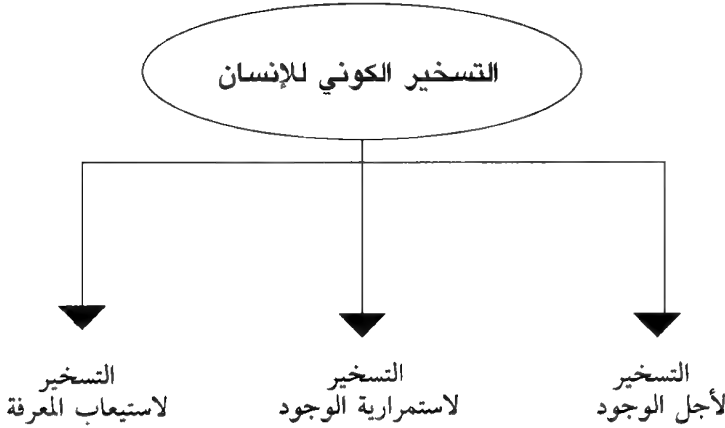 التسخير الكوني للإنسان
التسخير
لأجل الوجود
التسخير
لاستمرارية الوجود
التسخير
لاستيعاب المعرفة